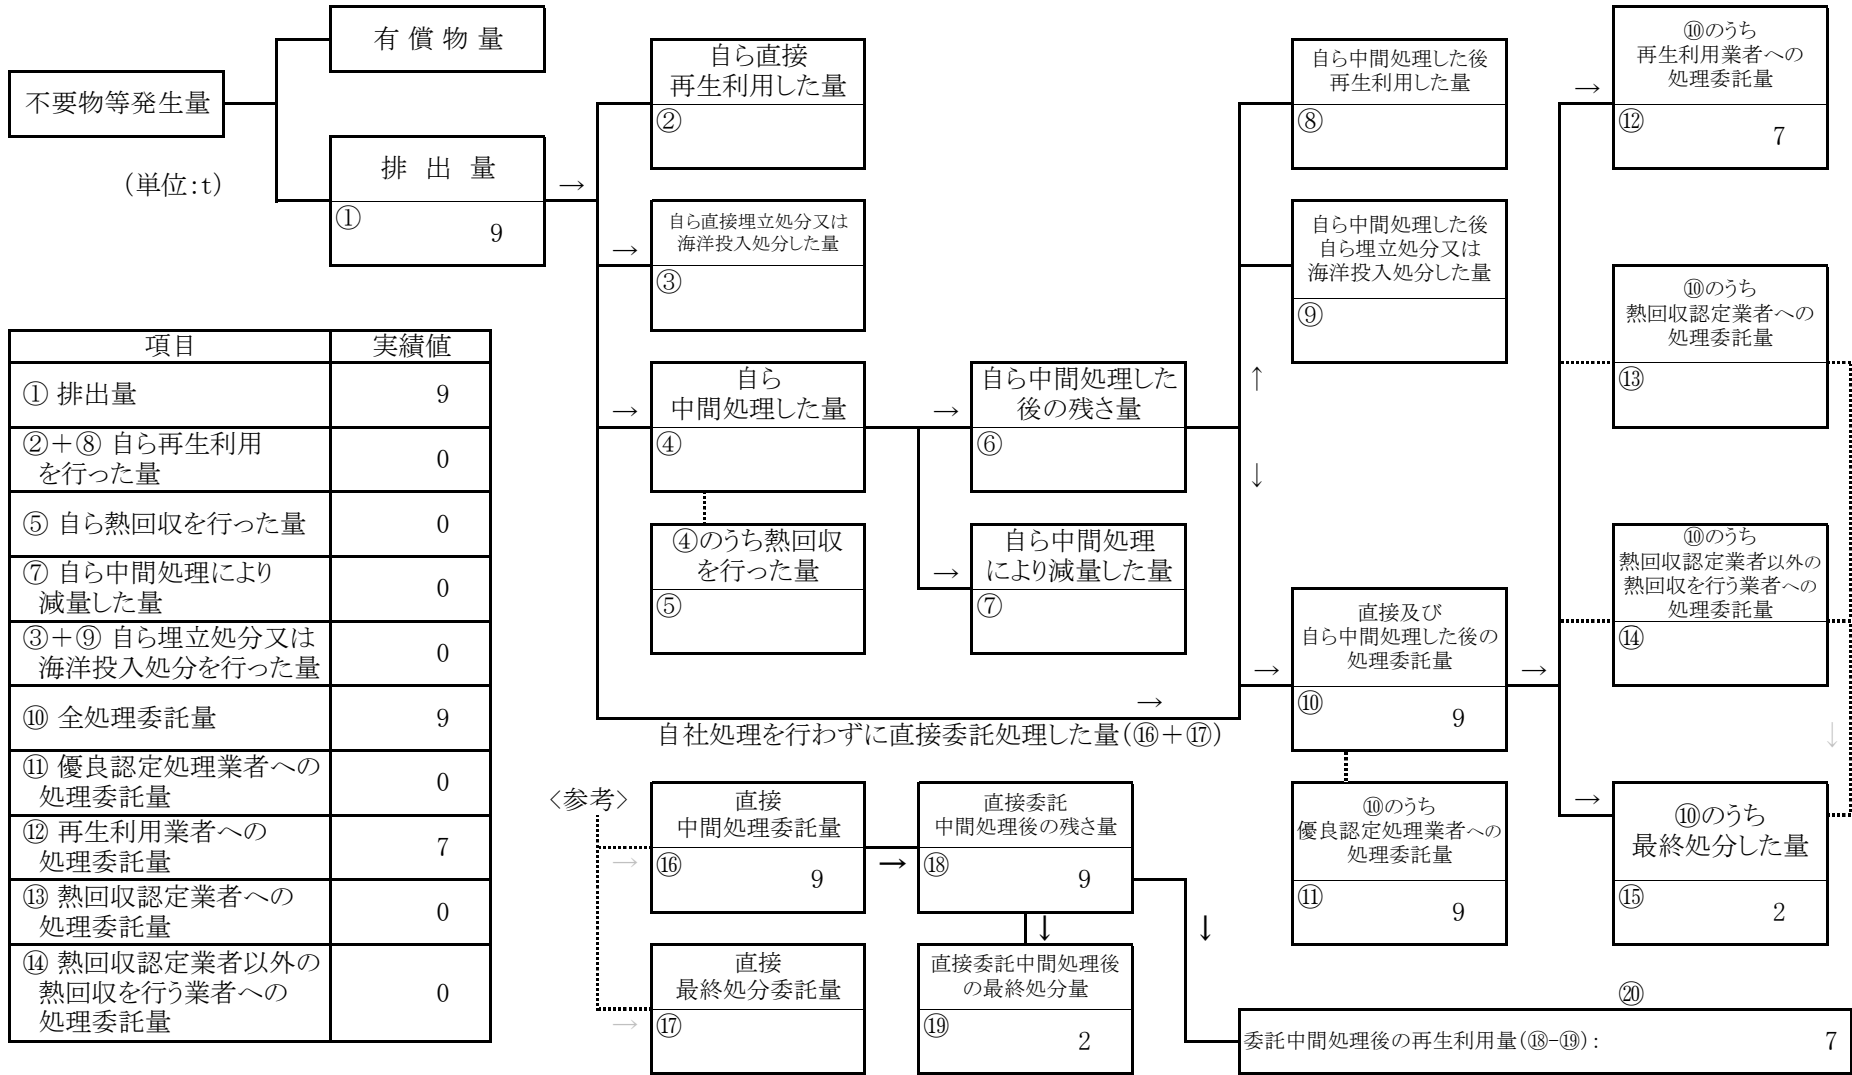 有 償 物 量
不要物等発生量
(単位:t)
排 出 量
→
①
9
自ら直接
再生利用した量
②
→
自ら直接埋立処分又は
海洋投入処分した量
③
→
自ら
中間処理した量
④
④のうち熱回収
を行った量
⑤
→
自ら中間処理した
後の残さ量
⑥
→
自ら中間処理
により減量した量
⑦
自ら中間処理した後
再生利用した量
⑧
自ら中間処理した後
自ら埋立処分又は
海洋投入処分した量
⑨
↑
↓
→
自社処理を行わずに直接委託処理した量(⑯+⑰)
→
直接及び
自ら中間処理した後の
処理委託量
⑩
9
⑩のうち
優良認定処理業者への
処理委託量
⑪
9
→
→
⑩のうち
再生利用業者への
処理委託量
⑫
7
⑩のうち
熱回収認定業者への
処理委託量
⑬
⑩のうち
熱回収認定業者以外の
熱回収を行う業者への
処理委託量
⑭
↓
→
⑩のうち
最終処分した量
⑮
2
項目 実績値
① 排出量 9
②+⑧ 自ら再生利用
を行った量 0
⑤ 自ら熱回収を行った量 0
⑦ 自ら中間処理により
減量した量 0
③+⑨ 自ら埋立処分又は
海洋投入処分を行った量 0
⑩ 全処理委託量 9
⑪ 優良認定処理業者への
処理委託量 0
⑫ 再生利用業者への
処理委託量 7
⑬ 熱回収認定業者への
処理委託量 0
⑭ 熱回収認定業者以外の
熱回収を行う業者への
処理委託量 0
<参考>
→
直接
中間処理委託量
⑯
9
→
直接
最終処分委託量
⑰
→
直接委託
中間処理後の残さ量
⑱
9
↓
直接委託中間処理後
の最終処分量
⑲
2
↓
⑳
委託中間処理後の再生利用量(⑱-⑲): 7